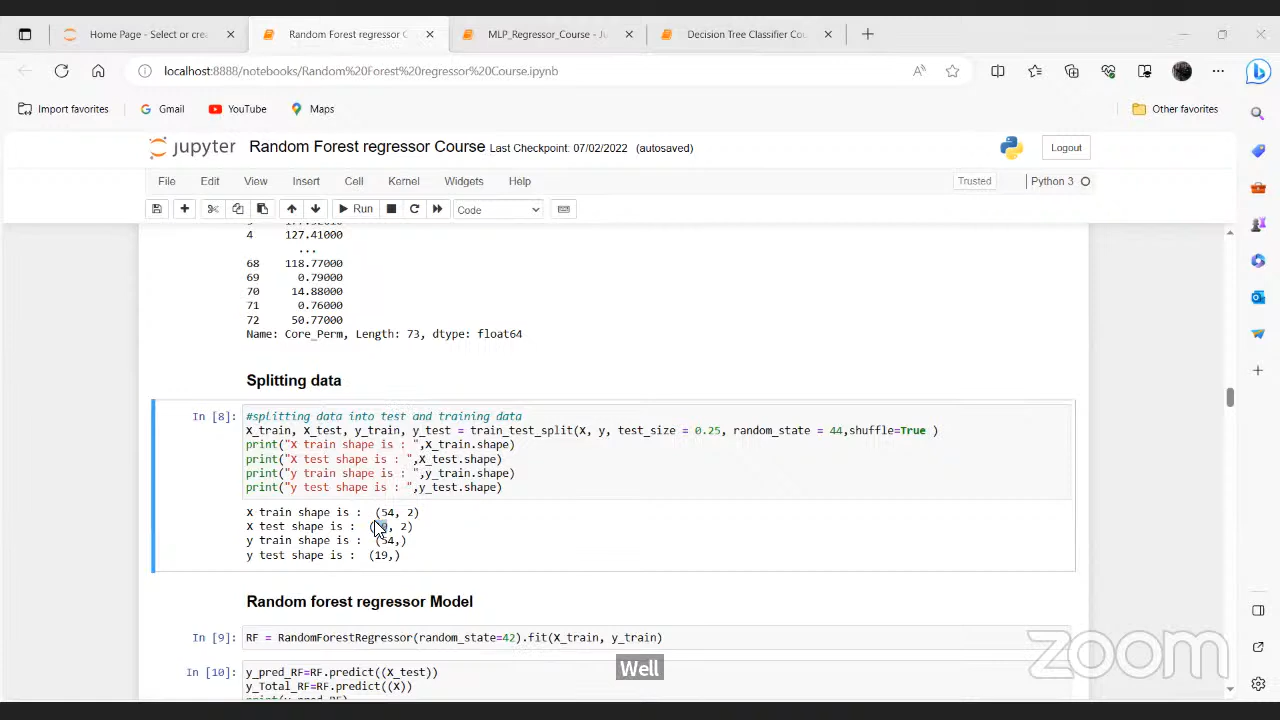 Home Page - Select or cre
Random Forest regressor C
MLP_Regressor_Course - Ju
Decision Tree Classifier Co
localhost:8888/notebooks/Random%20Forest%20regressor%20Course.ipynb
Import favorites
Gmail
YouTube
Maps
Other favorites
jupyter Random Forest regressor Course Last Checkpoint: 07/02/2022 (autosaved)
Logout
File Edit View Insert Cell Kernel Widgets Help
Trusted
Python 3
Run
Code
4 127.41000
...
68 118.77000
69 0.79000
70 14.88000
71 0.76000
72 50.77000
Name: Core_Perm, Length: 73, dtype: float64
Splitting data
In [8]: #splitting data into test and training data
X_train, X_test, y_train, y_test = train_test_split(X, y, test_size = 0.25, random_state = 44,shuffle=True )
print("X train shape is : ",X_train.shape)
print("X test shape is : ",X_test.shape)
print("y train shape is : ",y_train.shape)
print("y test shape is : ",y_test.shape)
X train shape is : (54, 2)
X test shape is : ( , 2)
y train shape is : (54,)
y test shape is : (19,)
Random forest regressor Model
In [9]: RF = RandomForestRegressor(random_state=42).fit(X_train, y_train)
In [10]: y_pred_RF=RF.predict((X_test))
y_Total_RF=RF.predict((X))
print(y_pred_RF)
Well
zoom